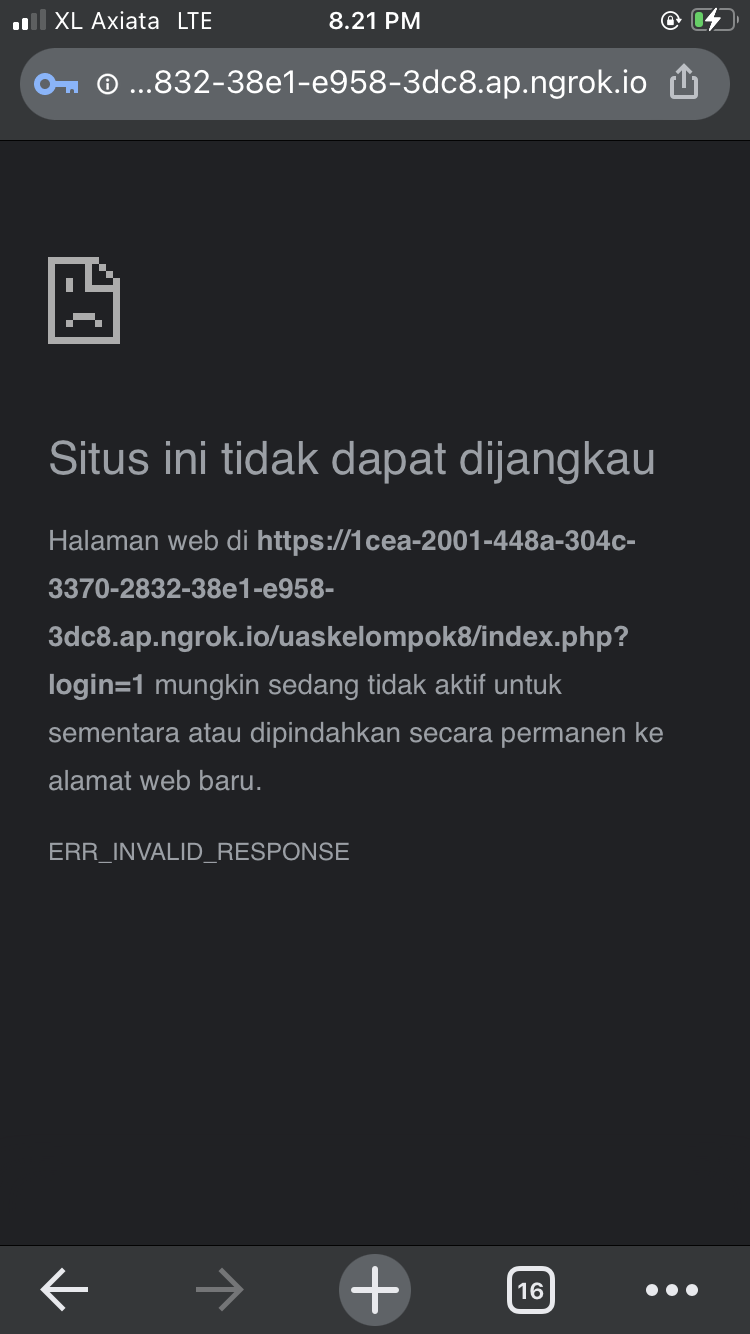 XL Axiata LTE 8.21 PM
...832-38e1-e958-3dc8.ap.ngrok.io
Situs ini tidak dapat dijangkau
Halaman web di https://1cea-2001-448a-304c-
3370-2832-38e1-e958-
3dc8.ap.ngrok.io/uaskelompok8/index.php?
login=1 mungkin sedang tidak aktif untuk
sementara atau dipindahkan secara permanen ke
alamat web baru.
ERR_INVALID_RESPONSE
16